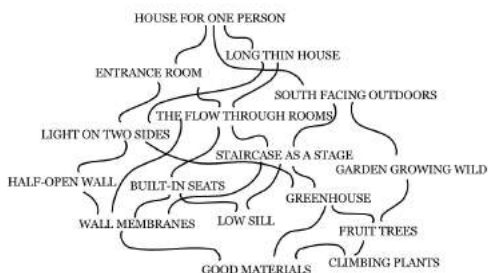 HOUSE FOR ONE PERSON
LONG THIN HOUSE
ENTRANCE ROOM
SOUTH FACING OUTDOORS
THE FLOW THROUGH ROOMS
LIGHT ON TWO SIDES
STAIRCASE AS A STAGE
GARDEN GROWING WILD
HALF-OPEN WALL
BUILT-IN SEATS
GREENHOUSE
WALL MEMBRANES
LOW SILL
FRUIT TREES
CLIMBING PLANTS
GOOD MATERIALS